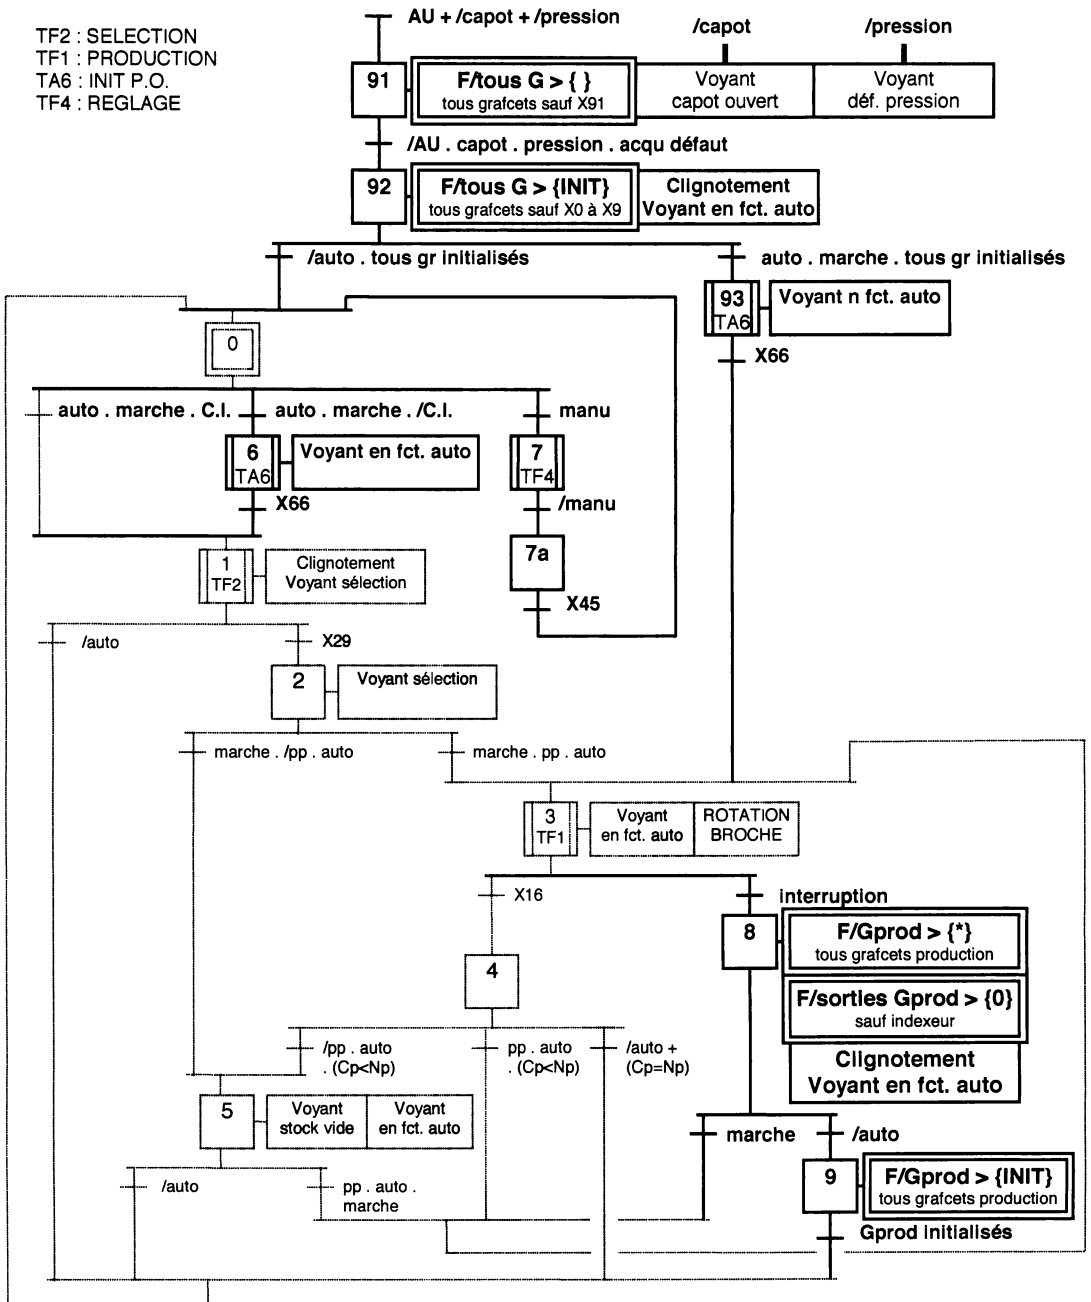 TF2 : SELECTION
TF1 : PRODUCTION
TA6 : INIT P.O.
TF4 : REGLAGE
AU + /capot + /pression
/capot
/pression
91
F/tous G > { }
tous grafcets sauf X91
Voyant
capot ouvert
Voyant
déf. pression
/AU . capot . pression . acqu défaut
92
F/tous G > {INIT}
tous grafcets sauf X0 à X9
Clignotement
Voyant en fct. auto
/auto . tous gr initialisés
auto . marche . tous gr initialisés
93
TA6
Voyant n fct. auto
X66
0
auto . marche . C.I.
auto . marche . /C.I.
manu
6
TA6
Voyant en fct. auto
7
TF4
X66
/manu
7a
X45
1
TF2
Clignotement
Voyant sélection
/auto
X29
2
Voyant sélection
marche . /pp . auto
marche . pp . auto
3
TF1
Voyant
en fct. auto
ROTATION
BROCHE
X16
interruption
8
F/Gprod > {*}
tous grafcets production
4
F/sorties Gprod > {0}
sauf indexeur
Clignotement
Voyant en fct. auto
/pp . auto
. (Cp<Np)
pp . auto
. (Cp<Np)
/auto +
(Cp=Np)
5
Voyant
stock vide
Voyant
en fct. auto
marche
/auto
9
F/Gprod > {INIT}
tous grafcets production
/auto
pp . auto .
marche
Gprod initialisés